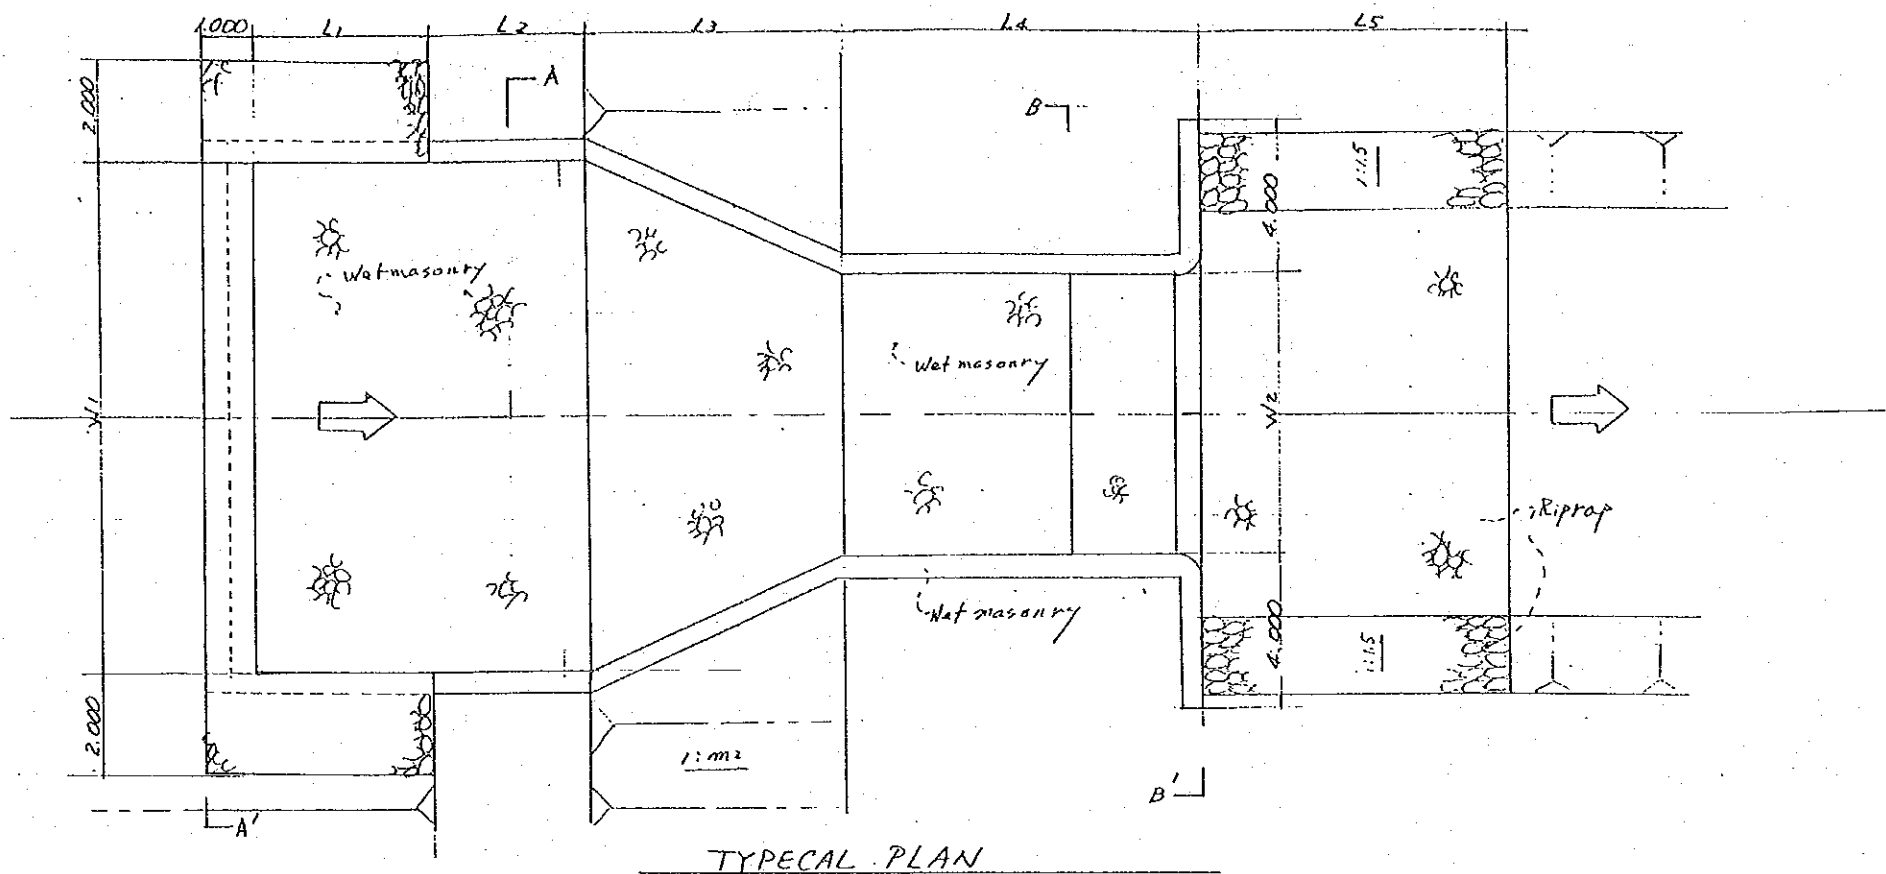 1.000 L1 L2 L3 L4 L5
A
B
2.000
1:1.5
4.000
Wet masonry
Wet masonry
W1
W2
Riprap
4.000
Wet masonry
1:1.5
2.000
1:m2
B'
A'
TYPECAL PLAN